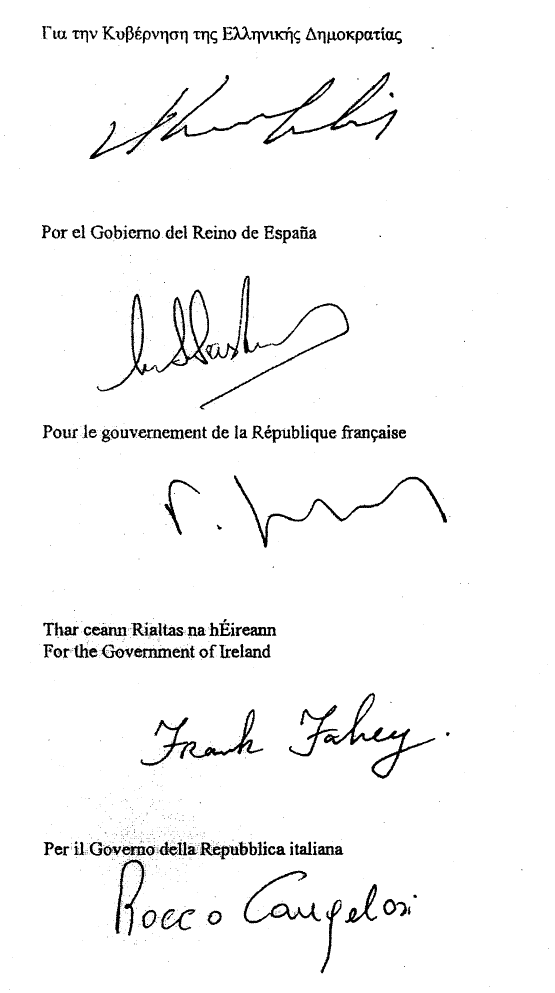 Για την Κυβέρνηση της Ελληνικής Δημοκρατίας
Por el Gobierno del Reino de España
Pour le gouvernement de la République française
Thar ceann Rialtas na hÉireann
For the Government of Ireland
Frank Fahey.
Per il Governo della Repubblica italiana
Rocco Cangelosi